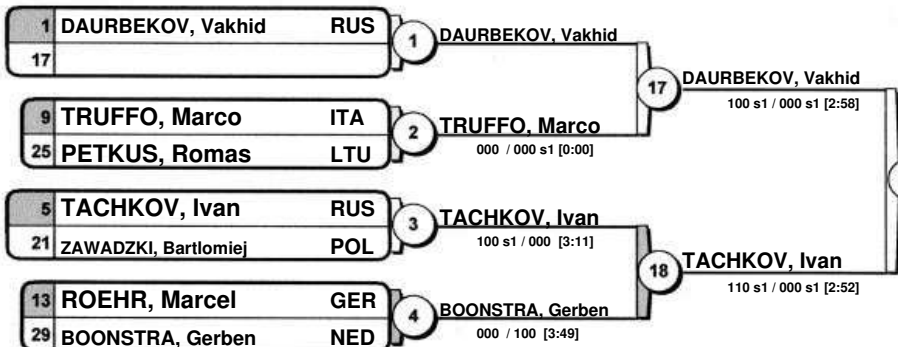 1 DAURBEKOV, Vakhid RUS
17
1
DAURBEKOV, Vakhid
9 TRUFFO, Marco ITA
25 PETKUS, Romas LTU
2
TRUFFO, Marco
000 / 000 s1 [0:00]
17
DAURBEKOV, Vakhid
100 s1 / 000 s1 [2:58]
5 TACHKOV, Ivan RUS
21 ZAWADZKI, Bartlomiej POL
3
TACHKOV, Ivan
100 s1 / 000 [3:11]
13 ROEHR, Marcel GER
29 BOONSTRA, Gerben NED
4
BOONSTRA, Gerben
000 / 100 [3:49]
18
TACHKOV, Ivan
110 s1 / 000 s1 [2:52]